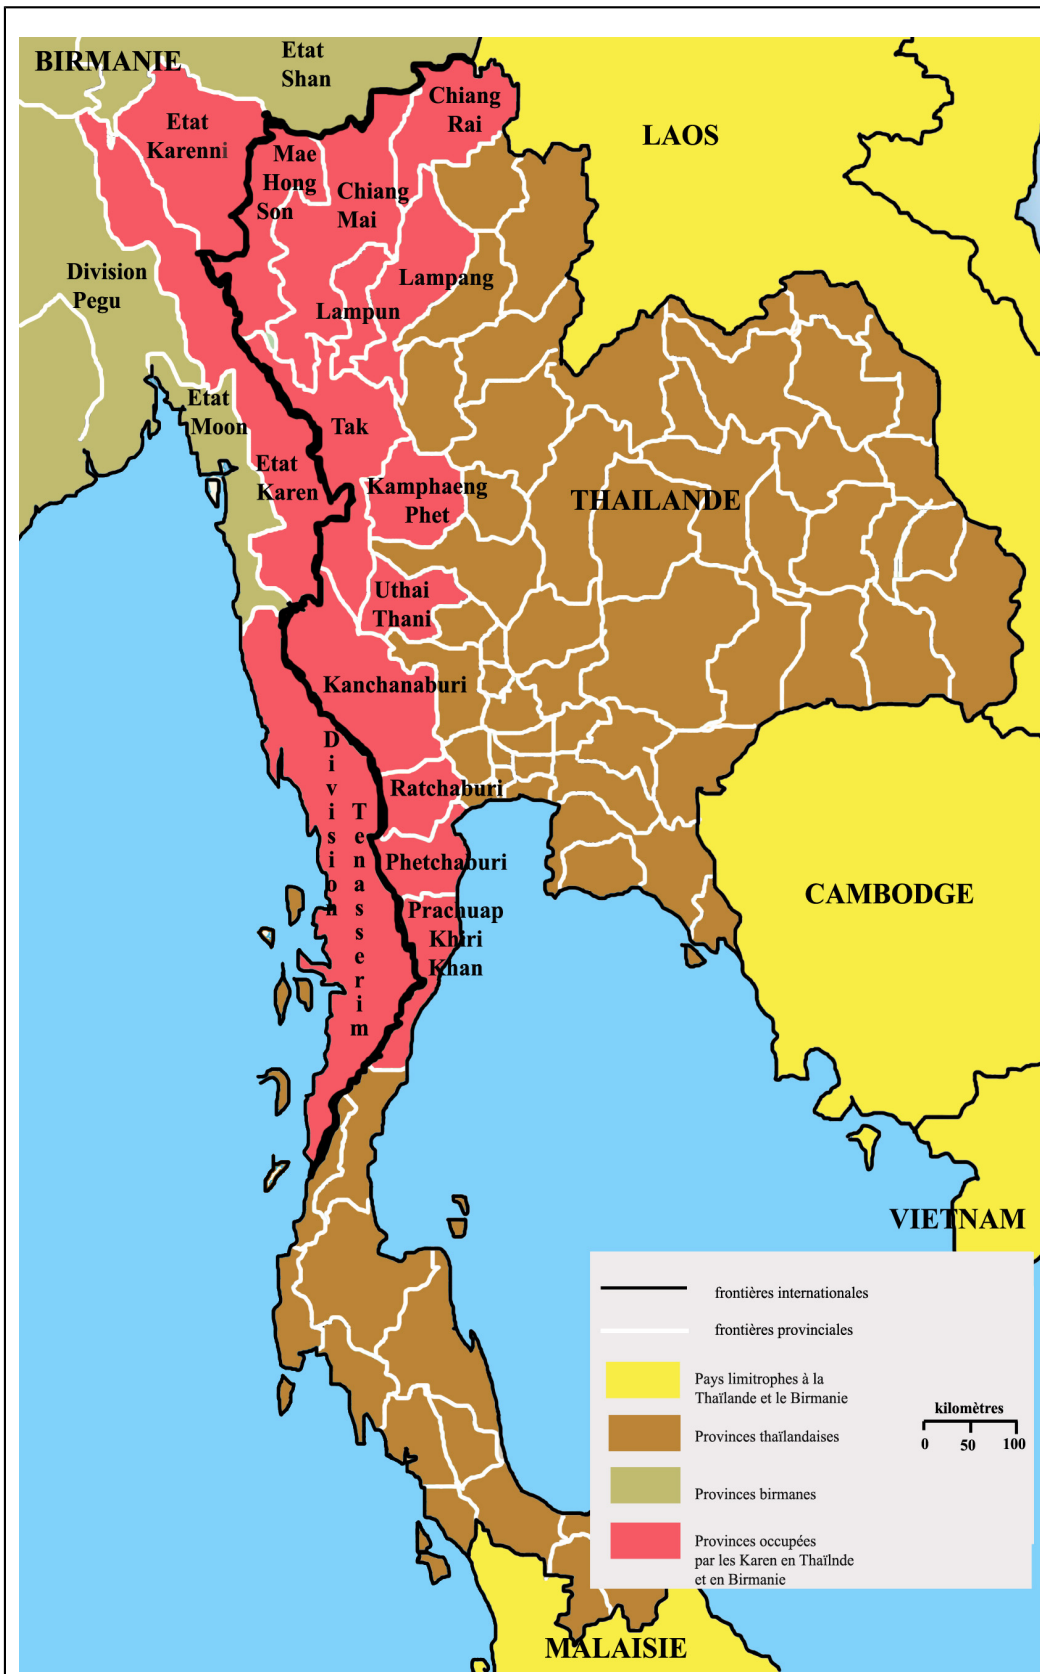 BIRMANIE
Etat
Shan
Etat
Karenni
Chiang
Rai
LAOS
Mae
Hong
Son
Chiang
Mai
Division
Pegu
Lampang
Lampun
Etat
Moon
Tak
Etat
Karen
Kamphaeng
Phet
THAILANDE
Uthai
Thani
Kanchanaburi
Division
Tenasserim
Ratchaburi
Phetchaburi
Prachuap
Khiri
Khan
CAMBODGE
VIETNAM
frontières internationales
frontières provinciales
Pays limitrophes à la
Thaïlande et le Birmanie
kilomètres
0 50 100
Provinces thaïlandaises
Provinces birmanes
Provinces occupées
par les Karen en Thaïlnde
et en Birmanie
MALAISIE